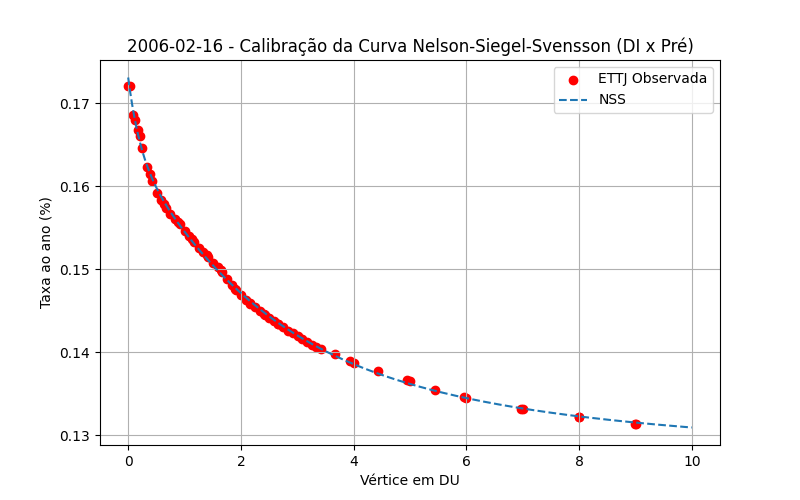 2006-02-16 - Calibração da Curva Nelson-Siegel-Svensson (DI x Pré)
ETTJ Observada
NSS
Taxa ao ano (%)
0.17
0.16
0.15
0.14
0.13
0 2 4 6 8 10
Vértice em DU